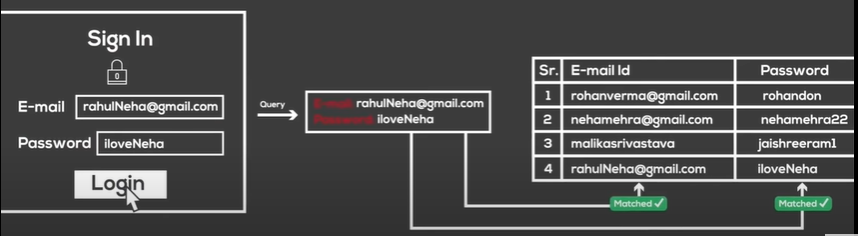 Sign In
E-mail rahulNeha@gmail.com
Password iloveNeha
Login
Query
E-mail: rahulNeha@gmail.com
Password: iloveNeha
Sr. E-mail Id Password
1 rohanverma@gmail.com rohandon
2 nehamehra@gmail.com nehamehra22
3 malikasrivastava jaishreeram1
4 rahulNeha@gmail.com iloveNeha
Matched ✓ Matched ✓